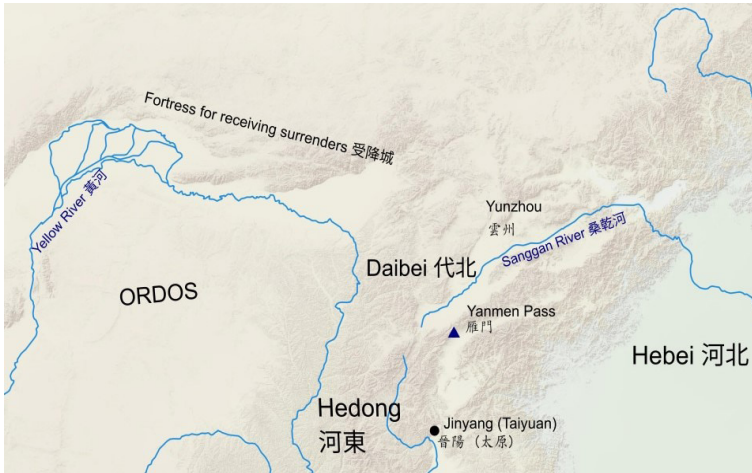 Fortress for receiving surrenders 受降城
Yellow River 黃河
Yunzhou
雲州
Sanggan River 桑乾河
Daibei 代北
ORDOS
Yanmen Pass
雁門
Hebei 河北
Hedong
河東
Jinyang (Taiyuan)
晉陽 (太原)